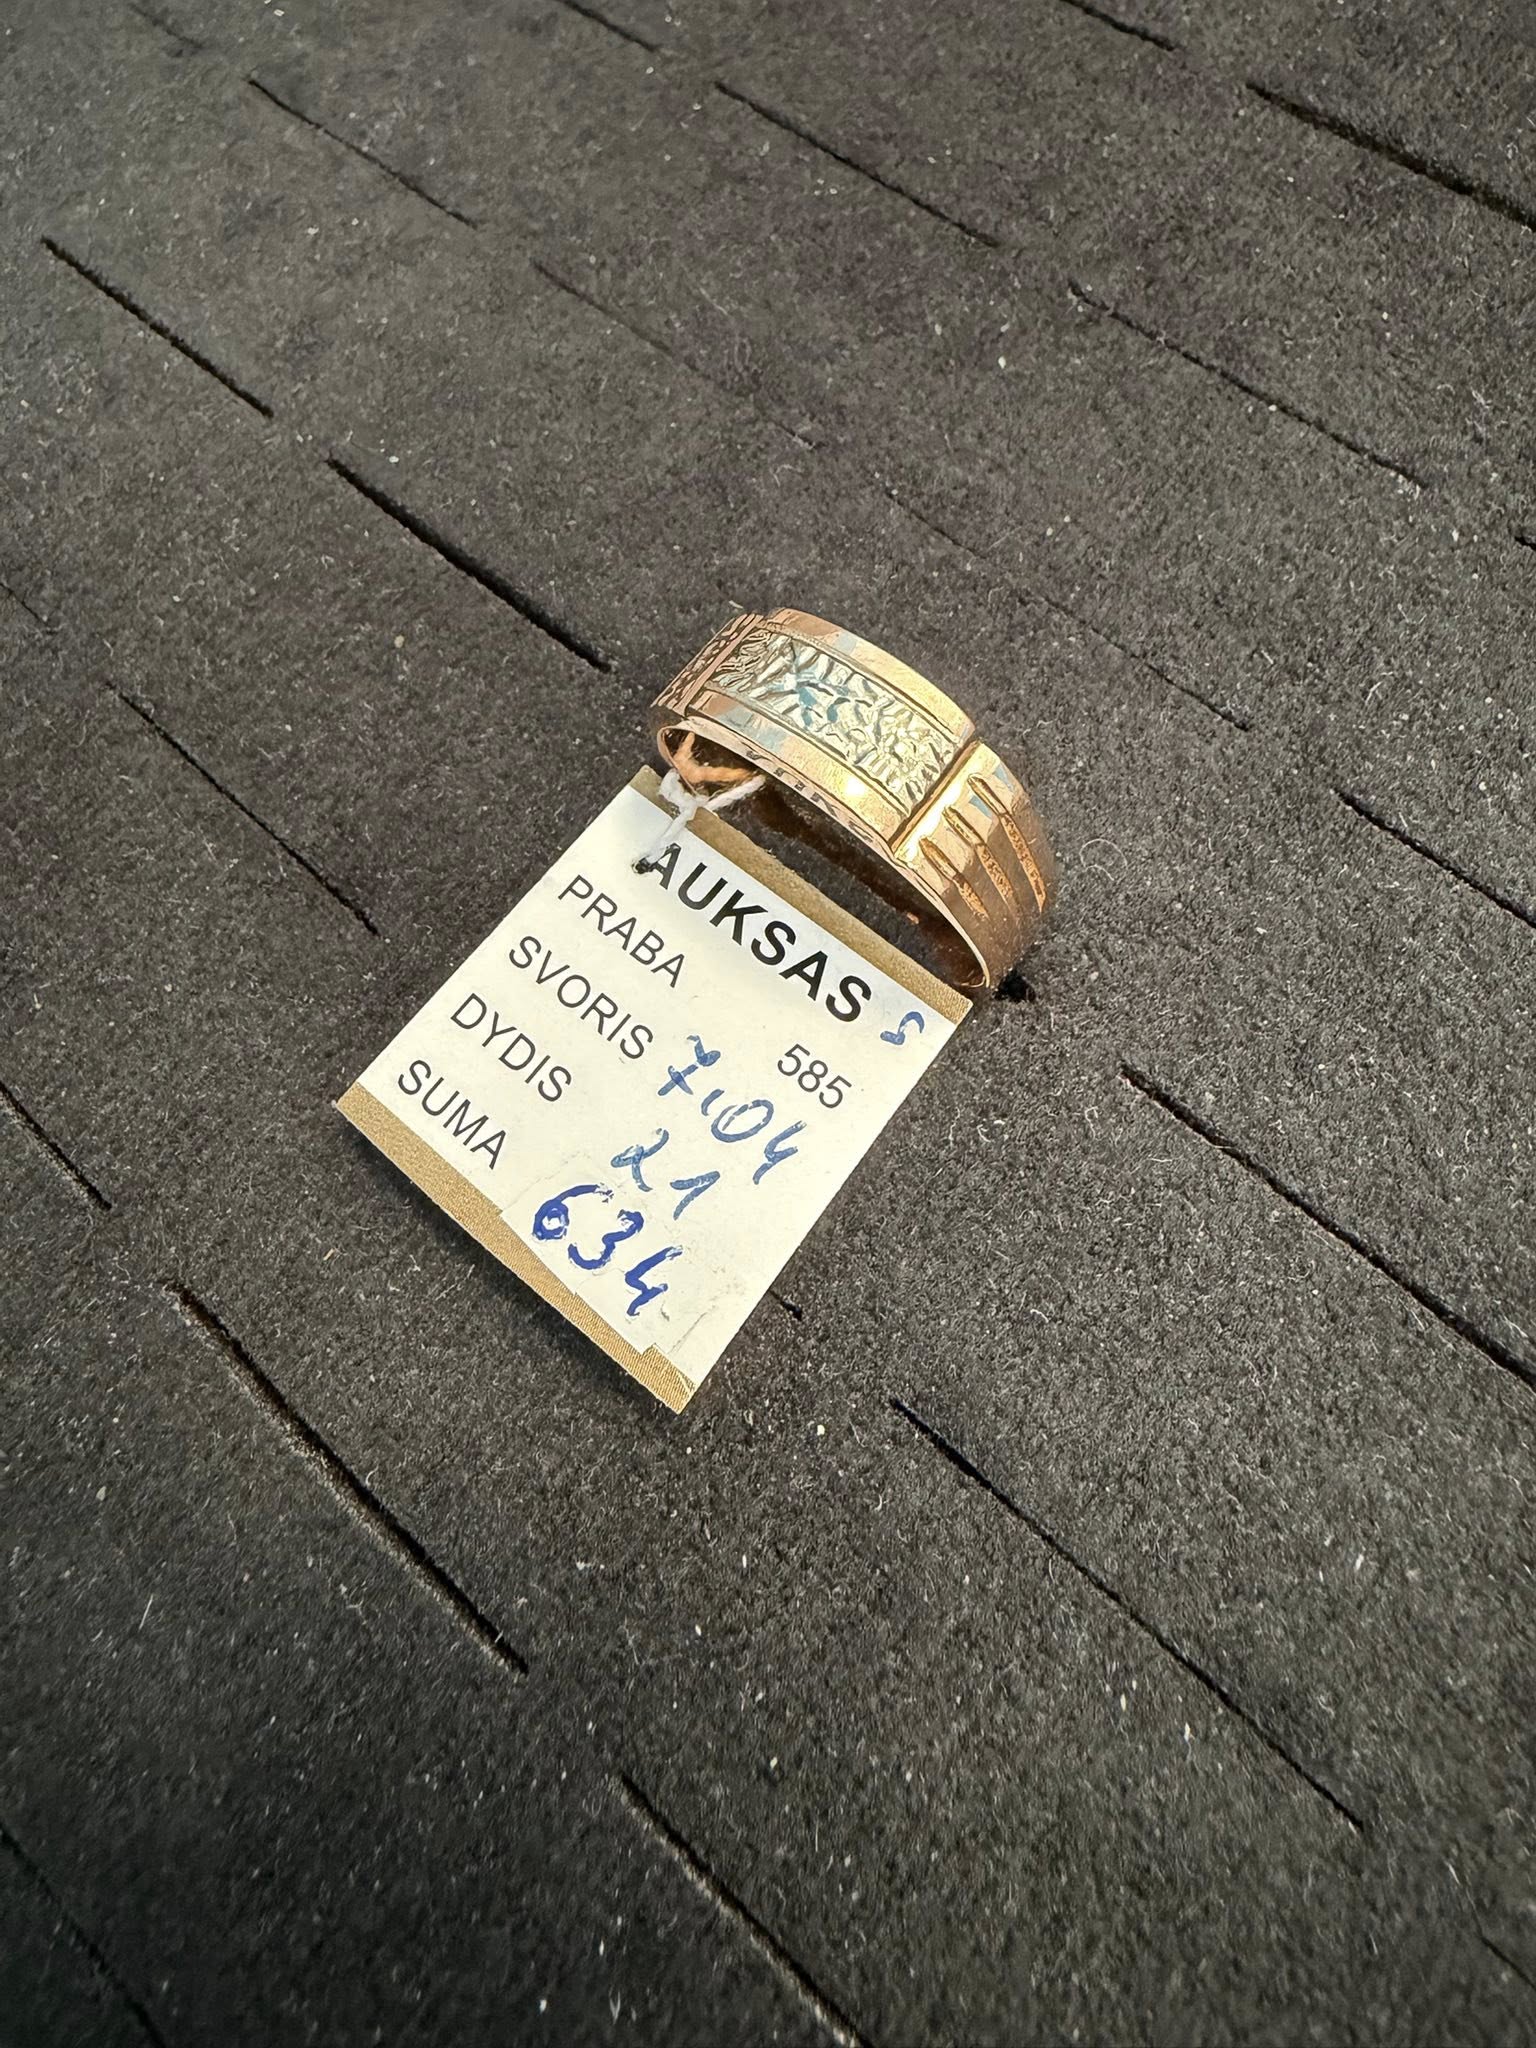 AUKSAS S
PRABA 585
SVORIS 7,04
DYDIS 21
SUMA 634